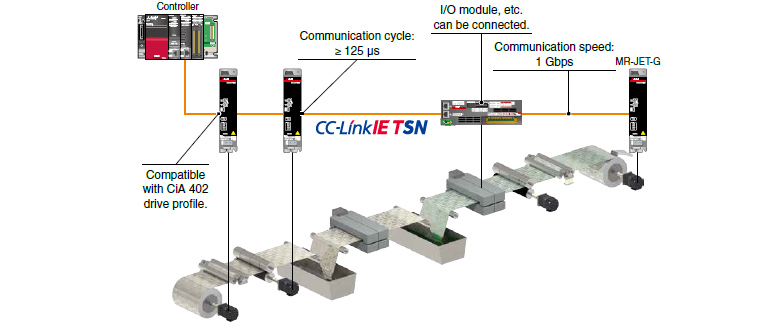 Controller
I/O module, etc.
can be connected.
Communication cycle:
≥ 125 μs
Communication speed:
1 Gbps
MR-JET-G
CC-Link IE TSN
Compatible
with CiA 402
drive profile.